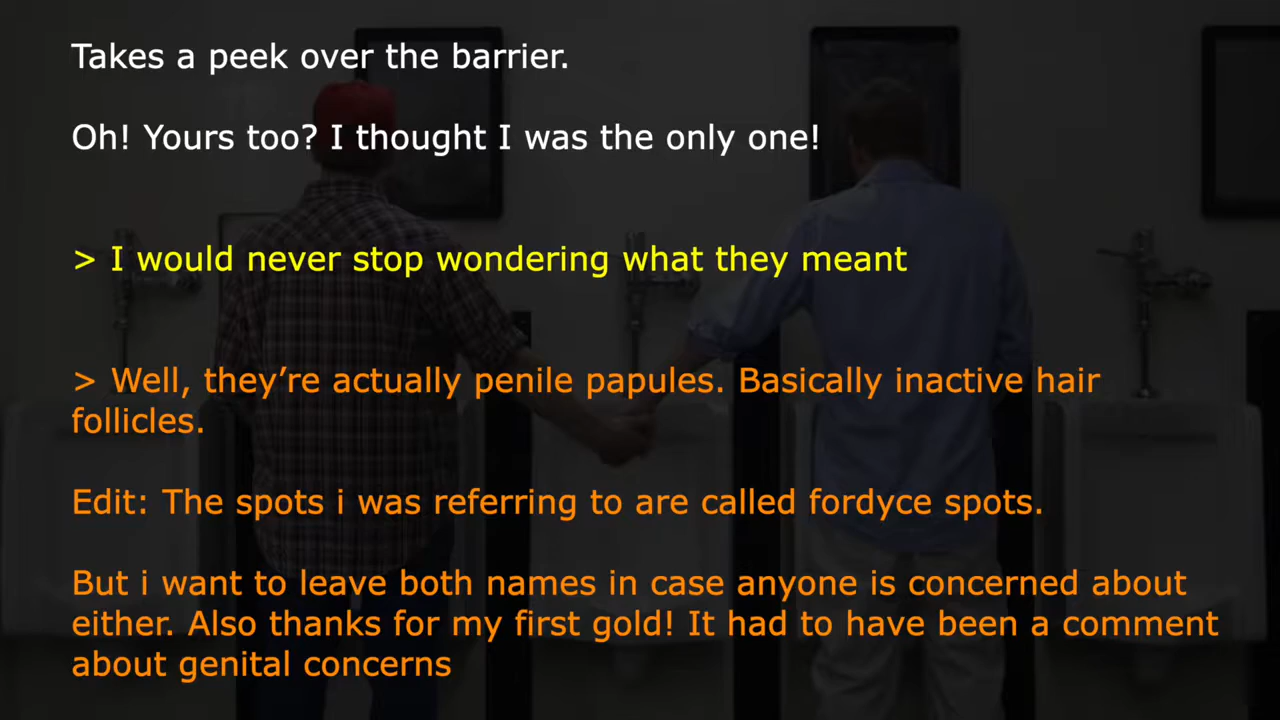 Takes a peek over the barrier.
Oh! Yours too? I thought I was the only one!
> I would never stop wondering what they meant
> Well, they’re actually penile papules. Basically inactive hair
follicles.
Edit: The spots i was referring to are called fordyce spots.
But i want to leave both names in case anyone is concerned about
either. Also thanks for my first gold! It had to have been a comment
about genital concerns